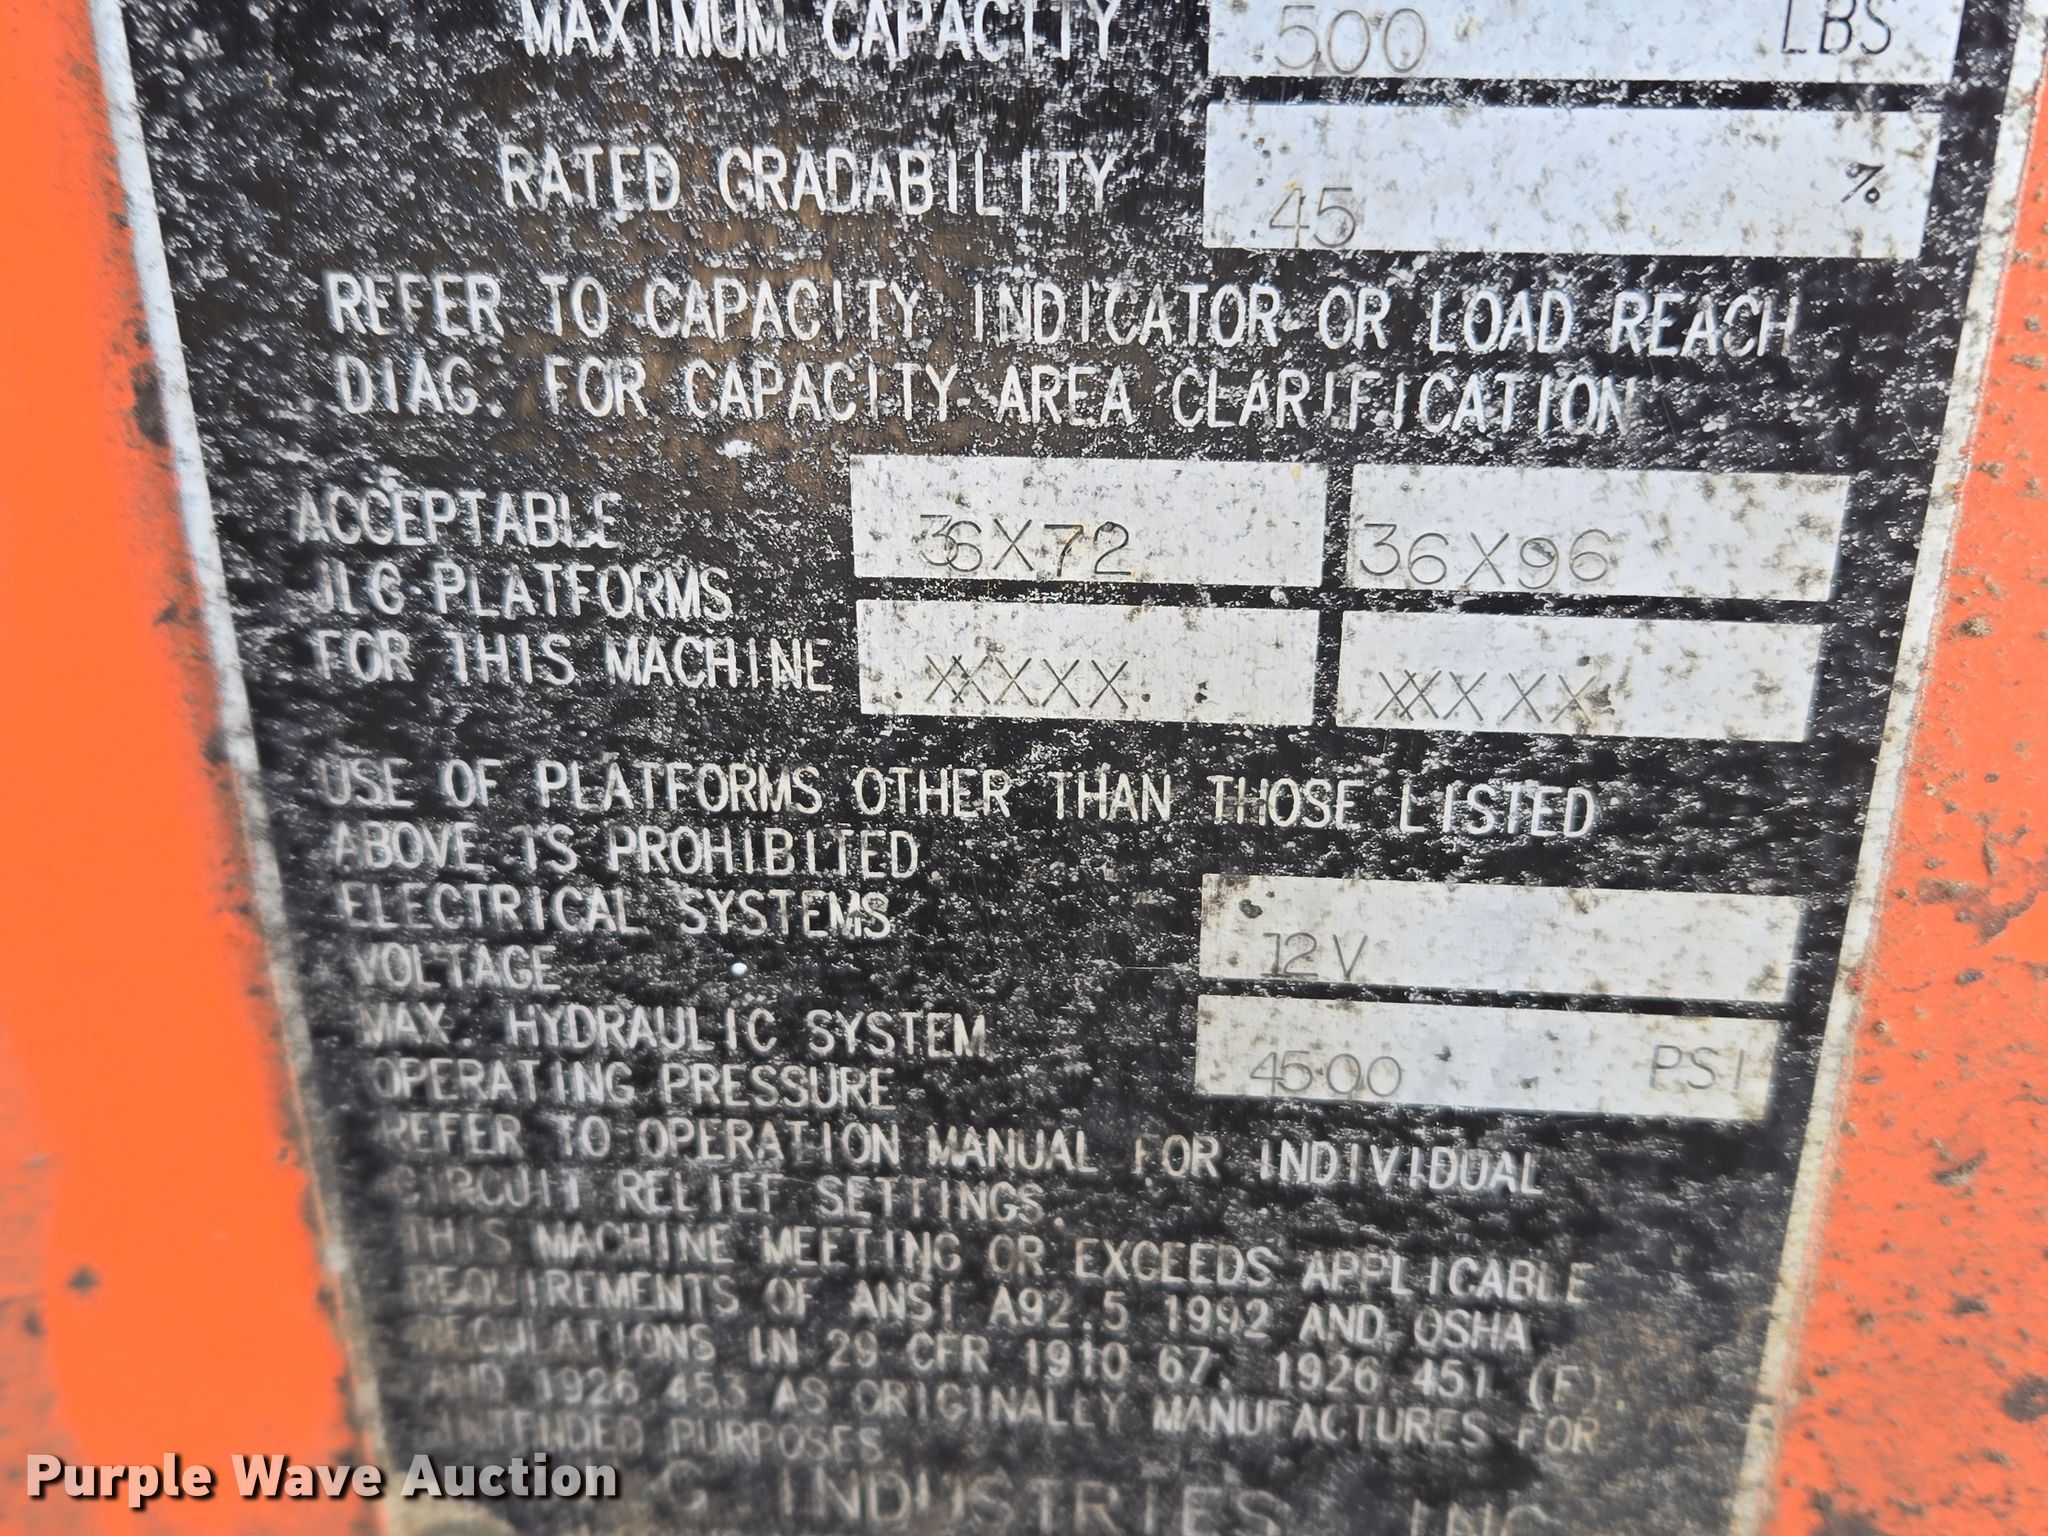 MAXIMUM CAPACITY 500 LBS
RATED GRADABILITY 45 %
REFER TO CAPACITY INDICATOR OR LOAD REACH
DIAG. FOR CAPACITY AREA CLARIFICATION
ACCEPTABLE 36X72 36X96
JLG PLATFORMS
FOR THIS MACHINE XXXXX XXXXX
USE OF PLATFORMS OTHER THAN THOSE LISTED
ABOVE IS PROHIBITED
ELECTRICAL SYSTEMS
VOLTAGE 12V
MAX. HYDRAULIC SYSTEM
OPERATING PRESSURE 4500 PSI
REFER TO OPERATION MANUAL FOR INDIVIDUAL
CIRCUIT RELIEF SETTINGS.
THIS MACHINE MEETING OR EXCEEDS APPLICABLE
REQUIREMENTS OF ANSI A92.5 1992 AND OSHA
REGULATIONS IN 29 CFR 1910 67, 1926 451 (F)
AND 1926 453 AS ORIGINALLY MANUFACTURES FOR
INTENDED PURPOSES
INDUSTRIES, INC.
Purple Wave Auction